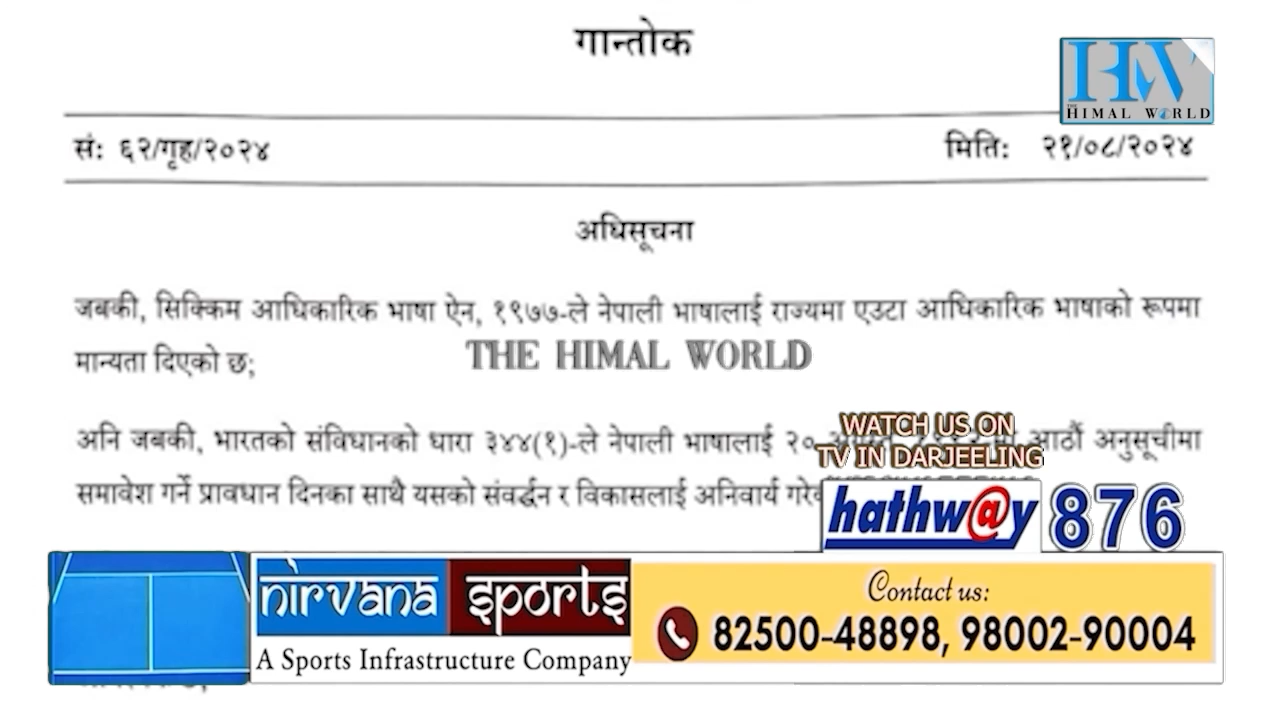 गान्तोक
HW
THE HIMAL WORLD
सं: ६२/गृह/२०२४ मिति: २१/०८/२०२४
अधिसूचना
जबकी, सिक्किम आधिकारिक भाषा ऐन, १९७७-ले नेपाली भाषालाई राज्यमा एउटा आधिकारिक भाषाको रूपमा
मान्यता दिएको छ;
THE HIMAL WORLD
अनि जबकी, भारतको संविधानको धारा ३४४(१)-ले नेपाली भाषालाई २० आठौं अनुसूचीमा
समावेश गर्ने प्रावधान दिनका साथै यसको संवर्द्धन र विकासलाई अनिवार्य
WATCH US ON
TV IN DARJEELING
hathw@y 876
nirvana sports
A Sports Infrastructure Company
Contact us:
82500-48898, 98002-90004